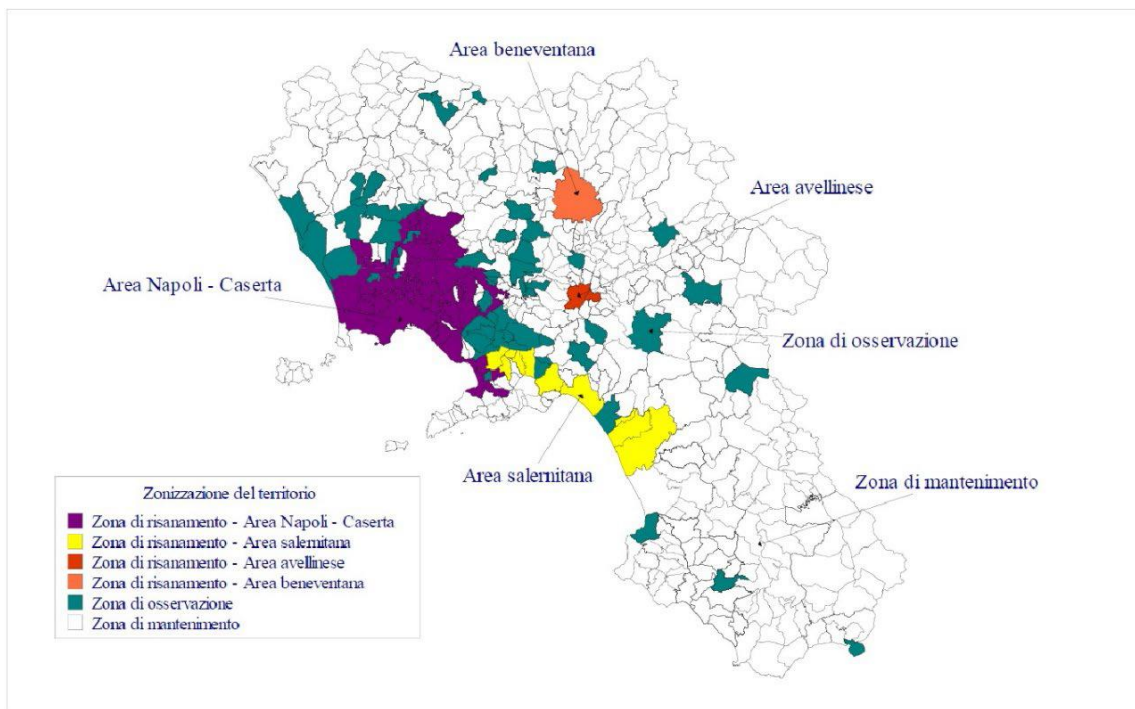 Area beneventana
Area avellinese
Area Napoli - Caserta
Zona di osservazione
Area salernitana
Zona di mantenimento
Zonizzazione del territorio
Zona di risanamento - Area Napoli - Caserta
Zona di risanamento - Area salernitana
Zona di risanamento - Area avellinese
Zona di risanamento - Area beneventana
Zona di osservazione
Zona di mantenimento